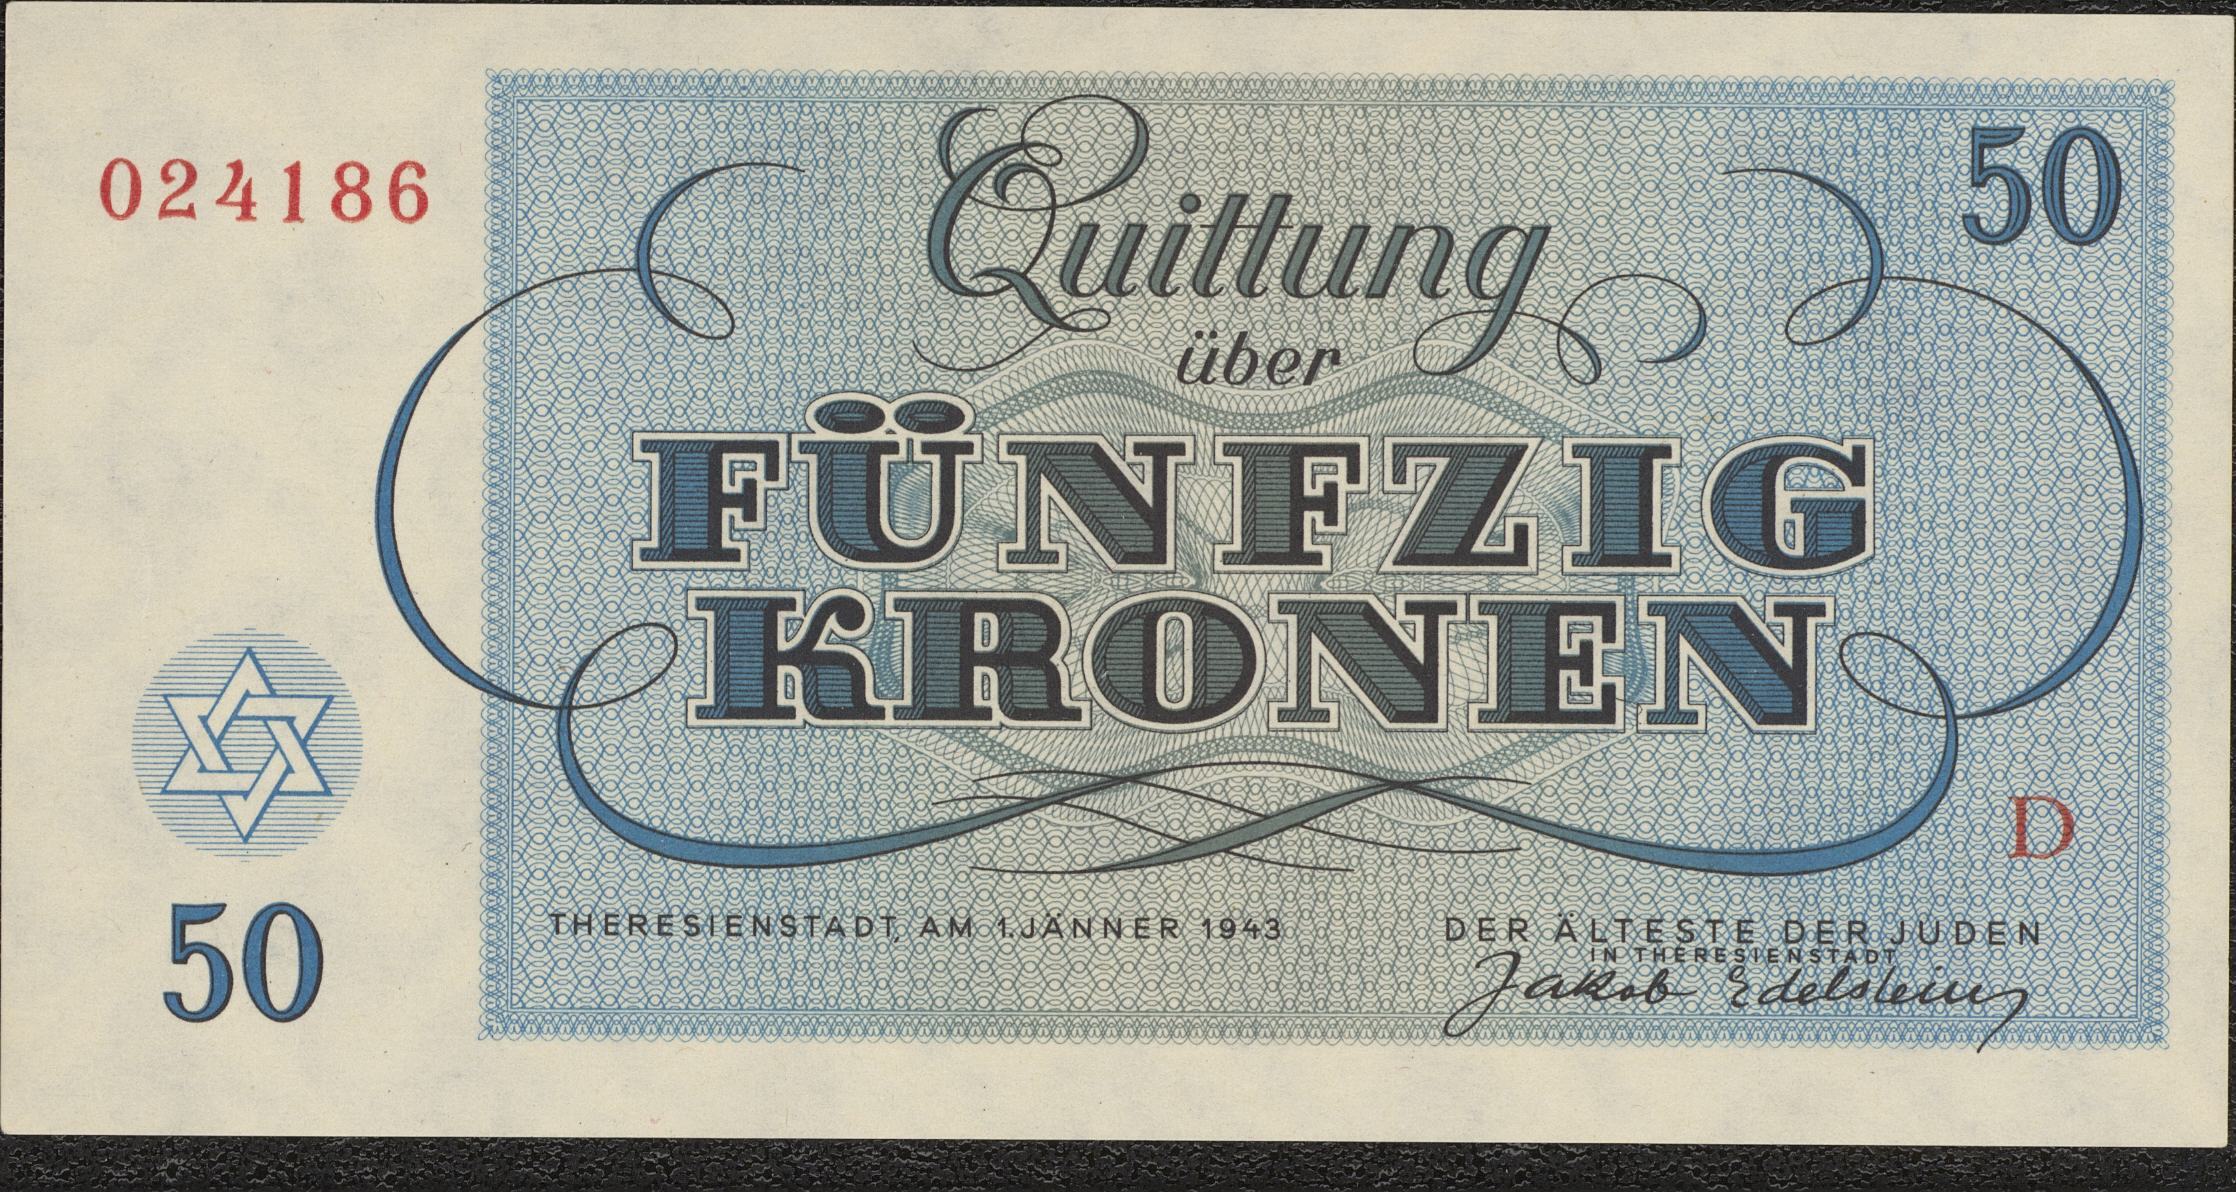 024186
50
Quittung
über
FÜNFZIG
KRONEN
D
50
THERESIENSTADT, AM 1. JÄNNER 1943
DER ÄLTESTE DER JUDEN
IN THERESIENSTADT
Jakob Edelstein